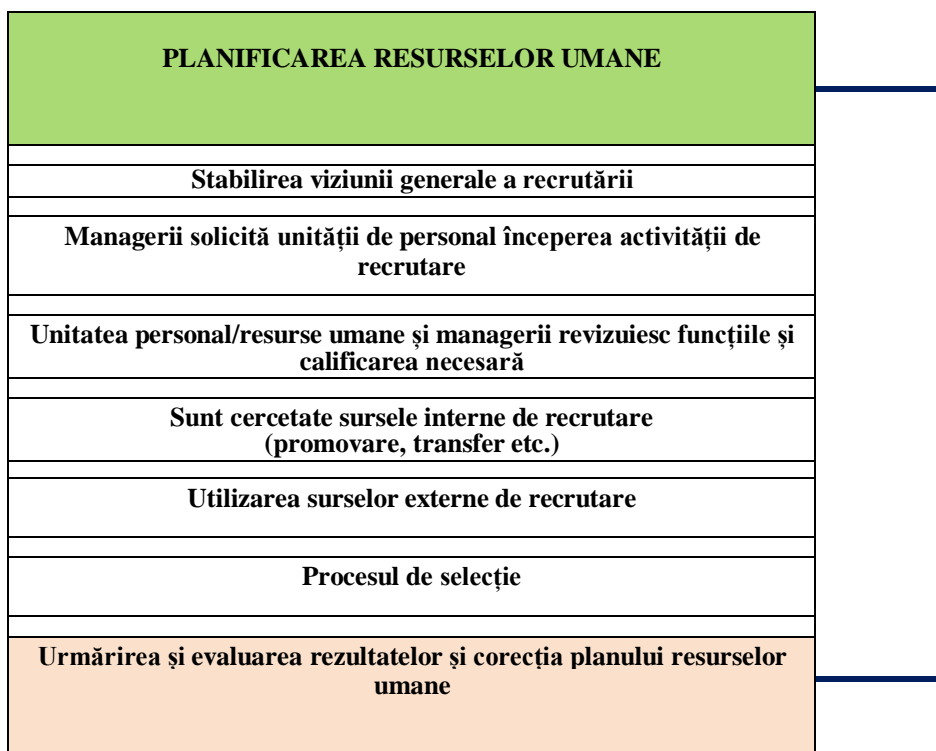 PLANIFICAREA RESURSELOR UMANE
Stabilirea viziunii generale a recrutării
Managerii solicită unității de personal începerea activității de
recrutare
Unitatea personal/resurse umane și managerii revizuiesc funcțiile și
calificarea necesară
Sunt cercetate sursele interne de recrutare
(promovare, transfer etc.)
Utilizarea surselor externe de recrutare
Procesul de selecție
Urmărirea și evaluarea rezultatelor și corecția planului resurselor
umane